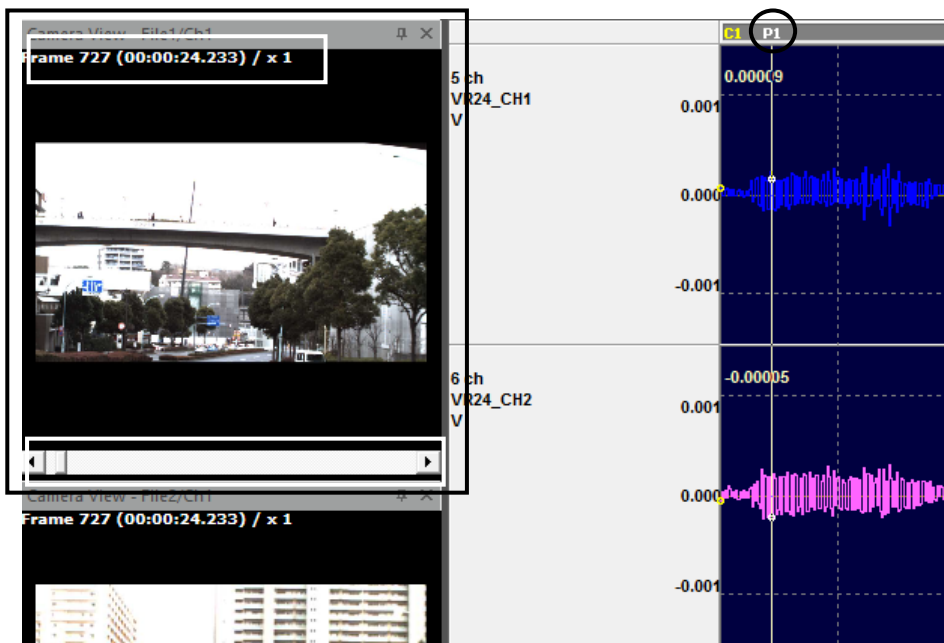 Camera View - File1/Ch1
Frame 727 (00:00:24.233) / x 1
Camera View - File2/Ch1
Frame 727 (00:00:24.233) / x 1
5 ch
VR24_CH1
V
0.001
0.000
-0.001
6 ch
VR24_CH2
V
0.001
0.000
-0.001
C1 P1
0.00009
-0.00005